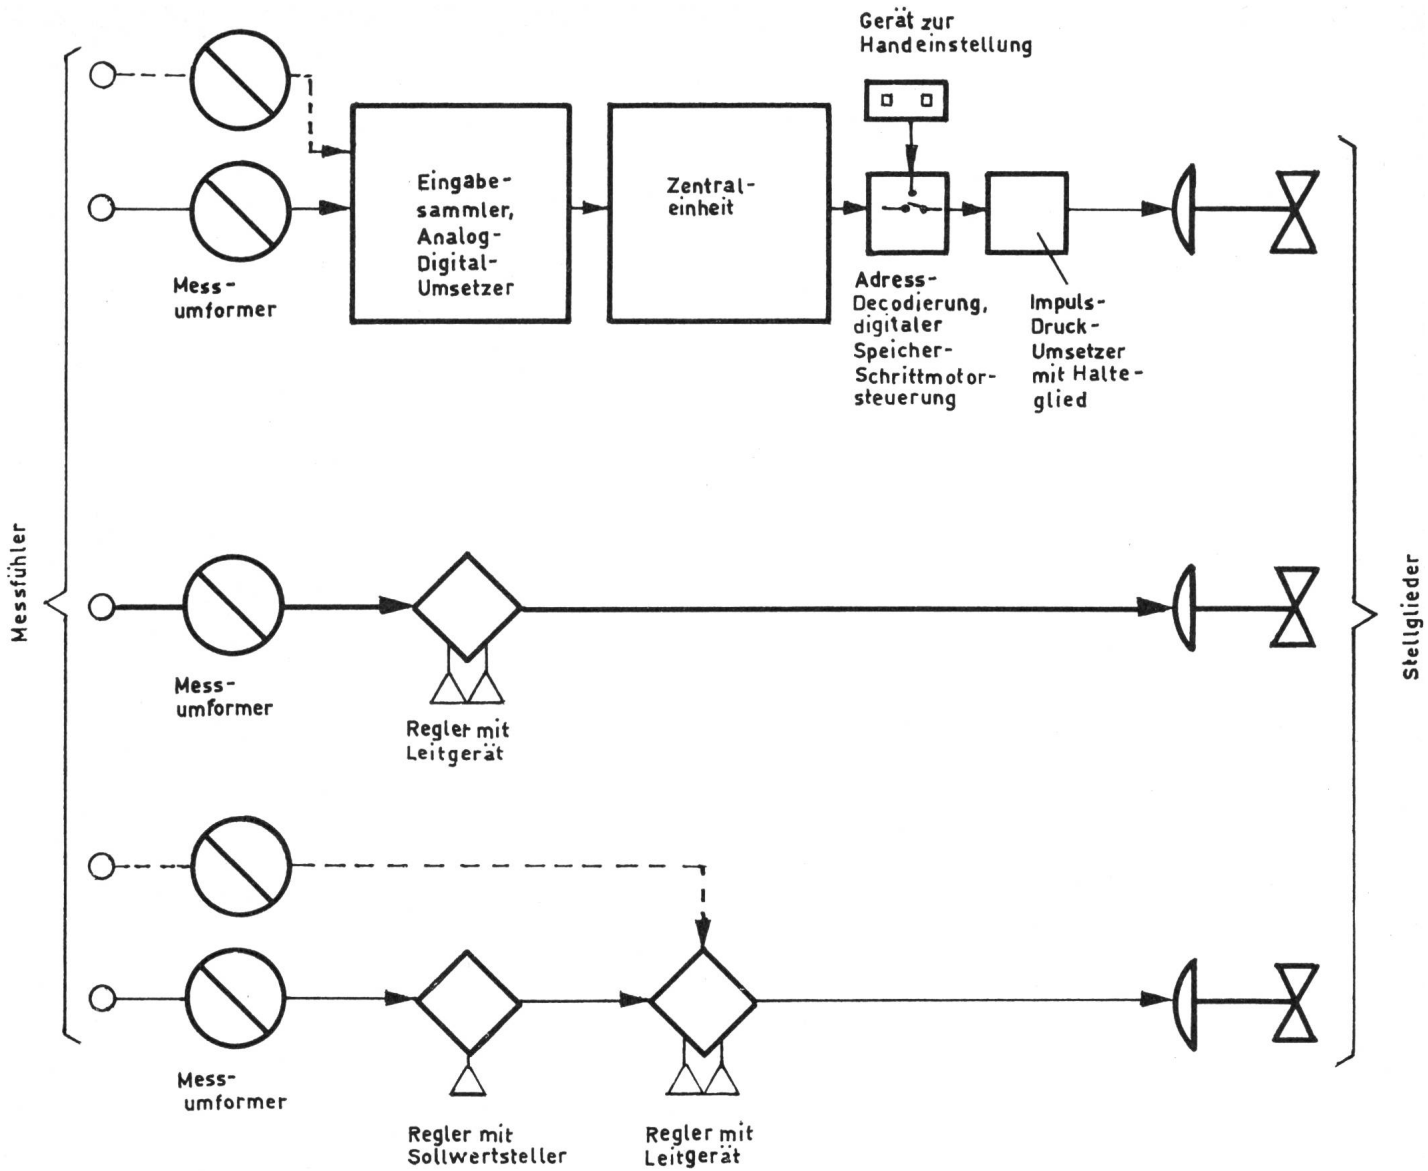 Gerät zur
Handeinstellung
Eingabe-
sammler,
Analog-
Digital-
Umsetzer
Zentral-
einheit
Mess-
umformer
Adress-
Decodierung,
digitaler
Speicher-
Schrittmotor-
steuerung
Impuls-
Druck-
Umsetzer
mit Halte-
glied
Messfühler
Stellglieder
Mess-
umformer
Regler mit
Leitgerät
Mess-
umformer
Regler mit
Sollwertsteller
Regler mit
Leitgerät